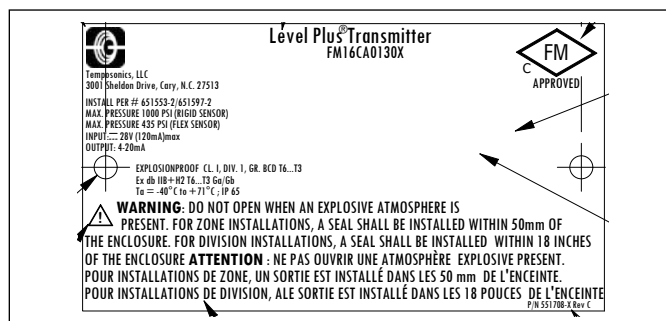 Level Plus® Transmitter
FM16CA0130X
FM
C
APPROVED
Temposonics, LLC
3001 Sheldon Drive, Cary, N.C. 27513
INSTALL PER # 651553-2/651597-2
MAX. PRESSURE 1000 PSI (RIGID SENSOR)
MAX. PRESSURE 435 PSI (FLEX SENSOR)
INPUT: ⎓ 28V (120mA)max
OUTPUT: 4-20mA
EXPLOSIONPROOF CL. I, DIV. 1, GR. BCD T6...T3
Ex db IIB+H2 T6...T3 Ga/Gb
Ta = -40°C to +71°C ; IP 65
WARNING: DO NOT OPEN WHEN AN EXPLOSIVE ATMOSPHERE IS
PRESENT. FOR ZONE INSTALLATIONS, A SEAL SHALL BE INSTALLED WITHIN 50mm OF
THE ENCLOSURE. FOR DIVISION INSTALLATIONS, A SEAL SHALL BE INSTALLED WITHIN 18 INCHES
OF THE ENCLOSURE ATTENTION : NE PAS OUVRIR UNE ATMOSPHÈRE EXPLOSIVE PRESENT.
POUR INSTALLATIONS DE ZONE, UN SORTIE EST INSTALLÉ DANS LES 50 mm DE L'ENCEINTE.
POUR INSTALLATIONS DE DIVISION, ALE SORTIE EST INSTALLÉ DANS LES 18 POUCES DE L'ENCEINTE
P/N 551708-X Rev C